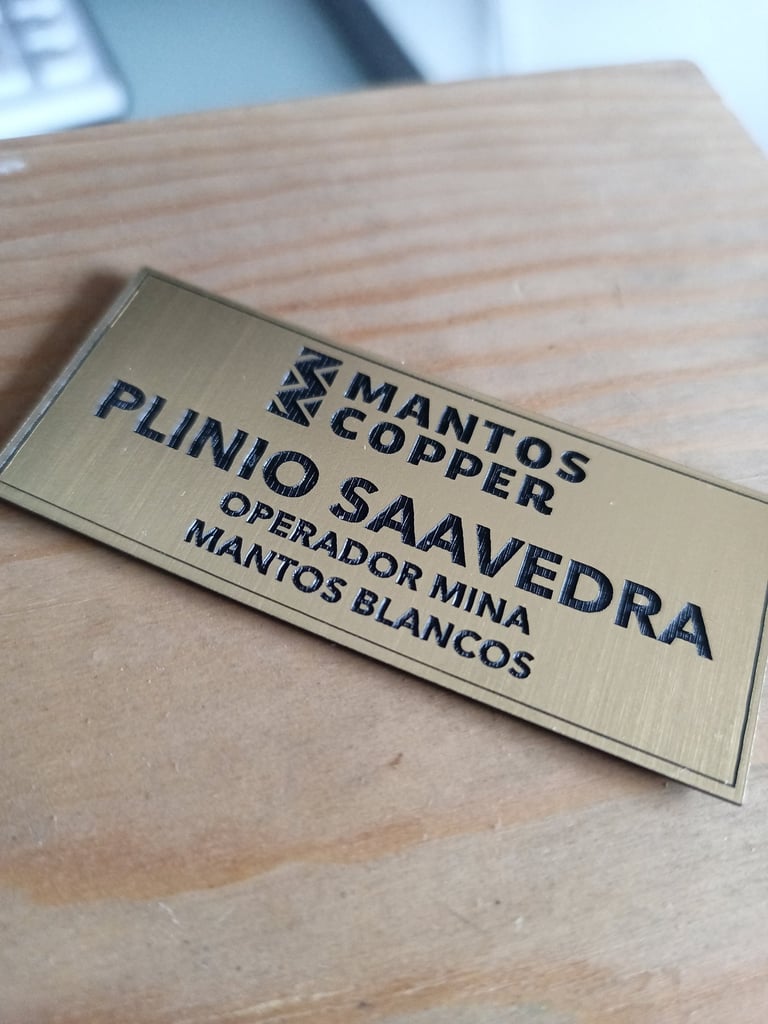 MANTOS
COPPER
PLINIO SAAVEDRA
OPERADOR MINA
MANTOS BLANCOS